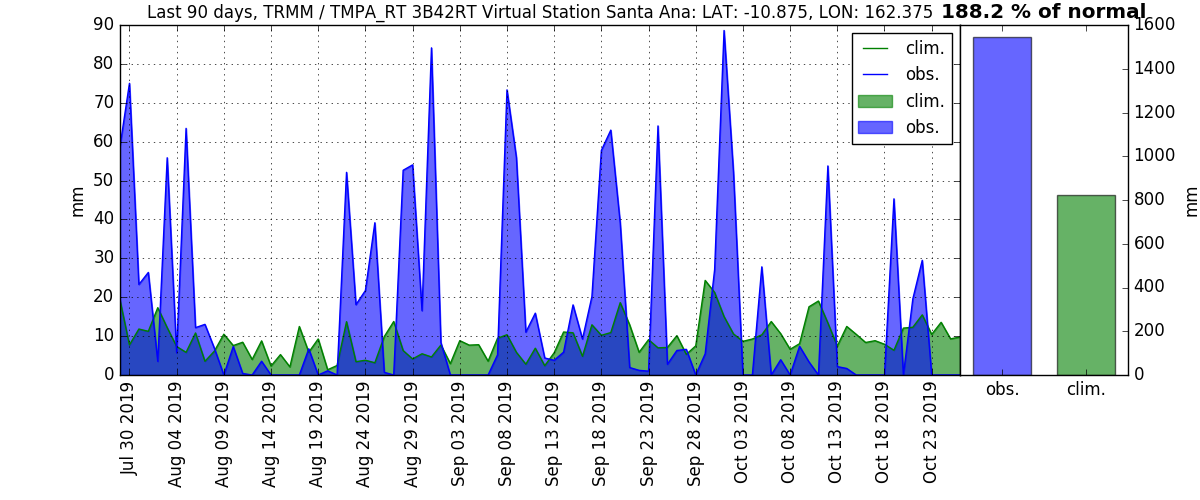 Last 90 days, TRMM / TMPA_RT 3B42RT Virtual Station Santa Ana: LAT: -10.875, LON: 162.375 188.2 % of normal
90
80
70
60
50
40
30
20
10
0
mm
clim.
obs.
clim.
obs.
Jul 30 2019
Aug 04 2019
Aug 09 2019
Aug 14 2019
Aug 19 2019
Aug 24 2019
Aug 29 2019
Sep 03 2019
Sep 08 2019
Sep 13 2019
Sep 18 2019
Sep 23 2019
Sep 28 2019
Oct 03 2019
Oct 08 2019
Oct 13 2019
Oct 18 2019
Oct 23 2019
1600
1400
1200
1000
800
600
400
200
0
mm
obs.
clim.